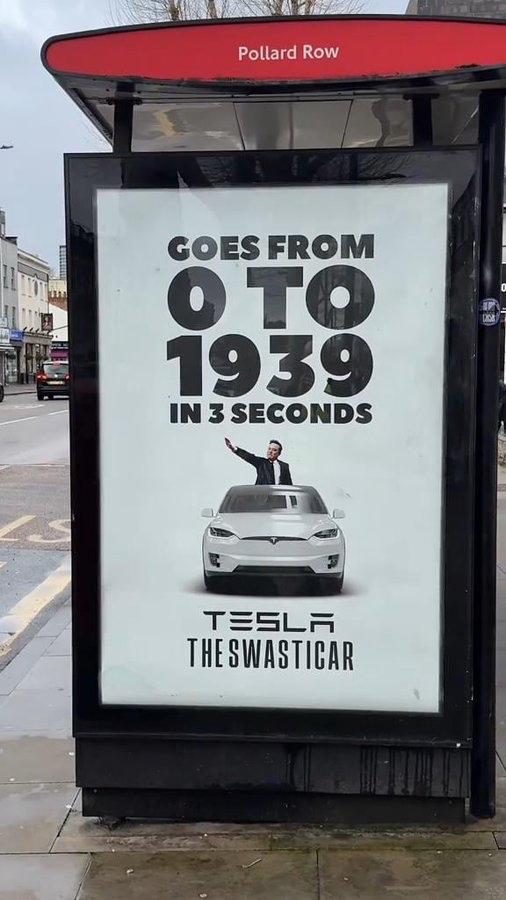 Pollard Row
GOES FROM
0 TO
1939
IN 3 SECONDS
TESLA
THE SWASTICAR